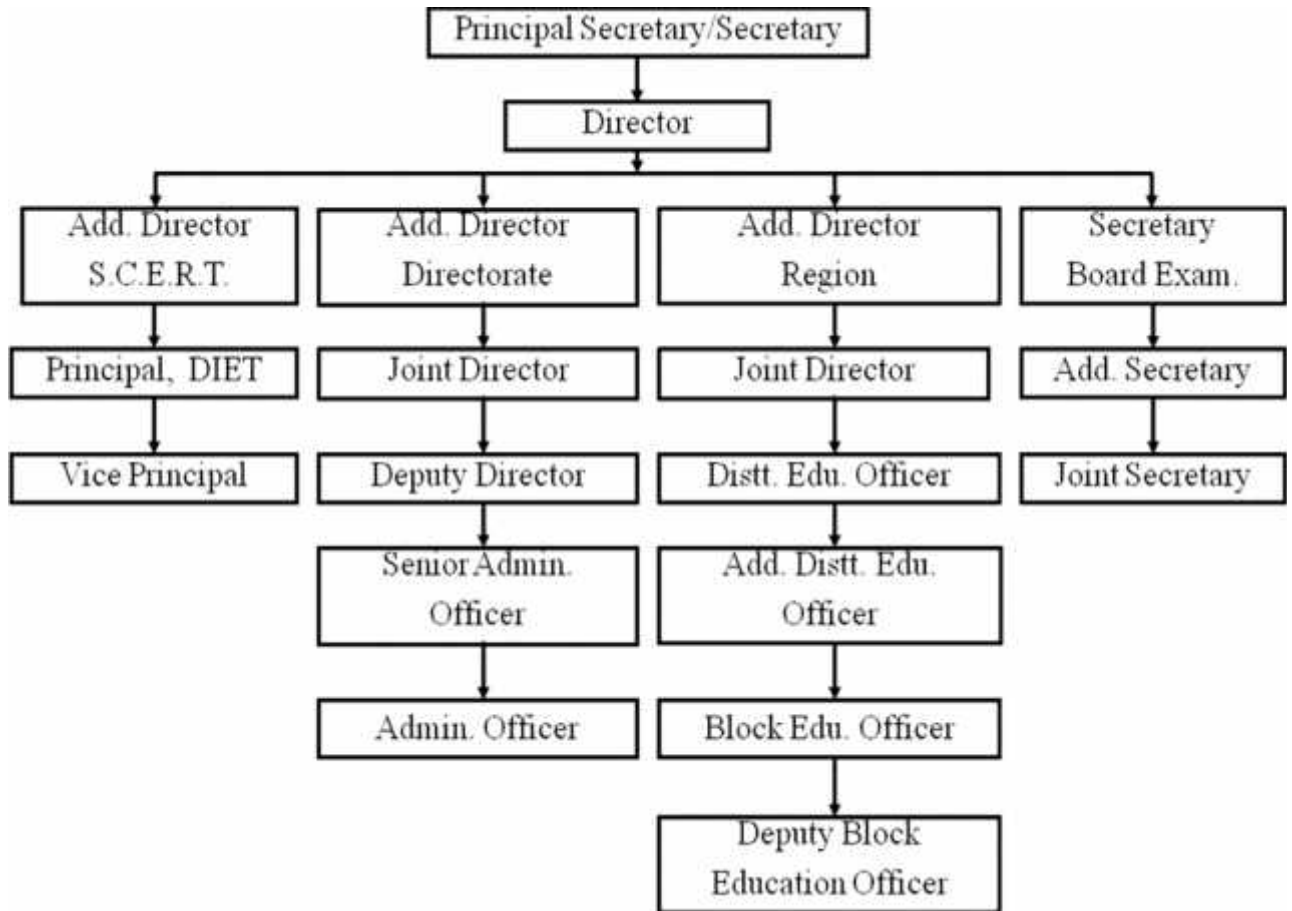 Principal Secretary/Secretary
Director
Add. Director
S.C.E.R.T.
Add. Director
Directorate
Add. Director
Region
Secretary
Board Exam.
Principal, DIET
Joint Director
Joint Director
Add. Secretary
Vice Principal
Deputy Director
Distt. Edu. Officer
Joint Secretary
Senior Admin.
Officer
Add. Distt. Edu.
Officer
Admin. Officer
Block Edu. Officer
Deputy Block
Education Officer